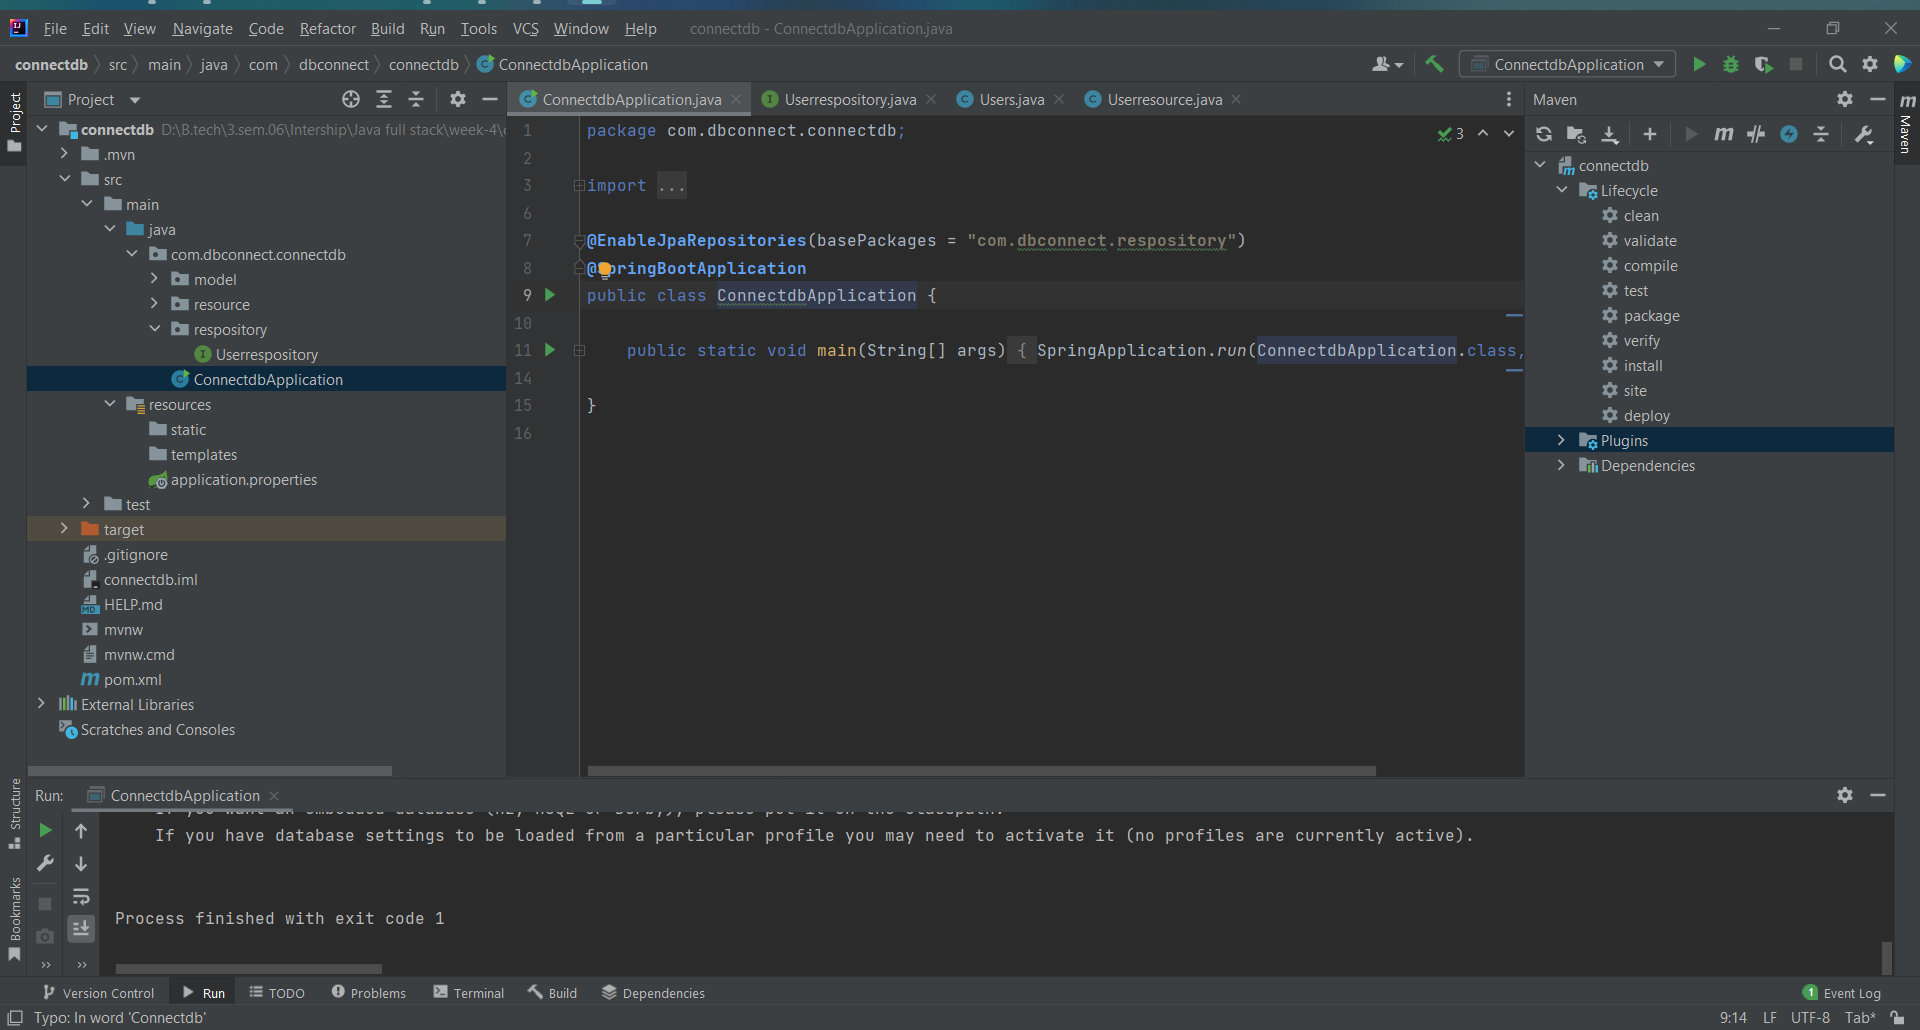 File Edit View Navigate Code Refactor Build Run Tools VCS Window Help connectdb - ConnectdbApplication.java
connectdb src main java com dbconnect connectdb ConnectdbApplication
ConnectdbApplication
Project
Project
ConnectdbApplication.java Userrespository.java Users.java Userresource.java
Maven
Maven
connectdb D:\B.tech\3.sem.06\Intership\Java full stack\week-4\
.mvn
src
main
java
com.dbconnect.connectdb
model
resource
respository
Userrespository
ConnectdbApplication
resources
static
templates
application.properties
test
target
.gitignore
connectdb.iml
HELP.md
mvnw
mvnw.cmd
pom.xml
External Libraries
Scratches and Consoles
3
1 package com.dbconnect.connectdb;
2
3 import ...
6
7 @EnableJpaRepositories(basePackages = "com.dbconnect.respository")
8 @SpringBootApplication
9 public class ConnectdbApplication {
10
11 public static void main(String[] args) { SpringApplication.run(ConnectdbApplication.class,
14
15 }
16
connectdb
Lifecycle
clean
validate
compile
test
package
verify
install
site
deploy
Plugins
Dependencies
Structure
Bookmarks
Run: ConnectdbApplication
If you have database settings to be loaded from a particular profile you may need to activate it (no profiles are currently active).
Process finished with exit code 1
Version Control Run TODO Problems Terminal Build Dependencies
1 Event Log
Typo: In word 'Connectdb'
9:14 LF UTF-8 Tab*